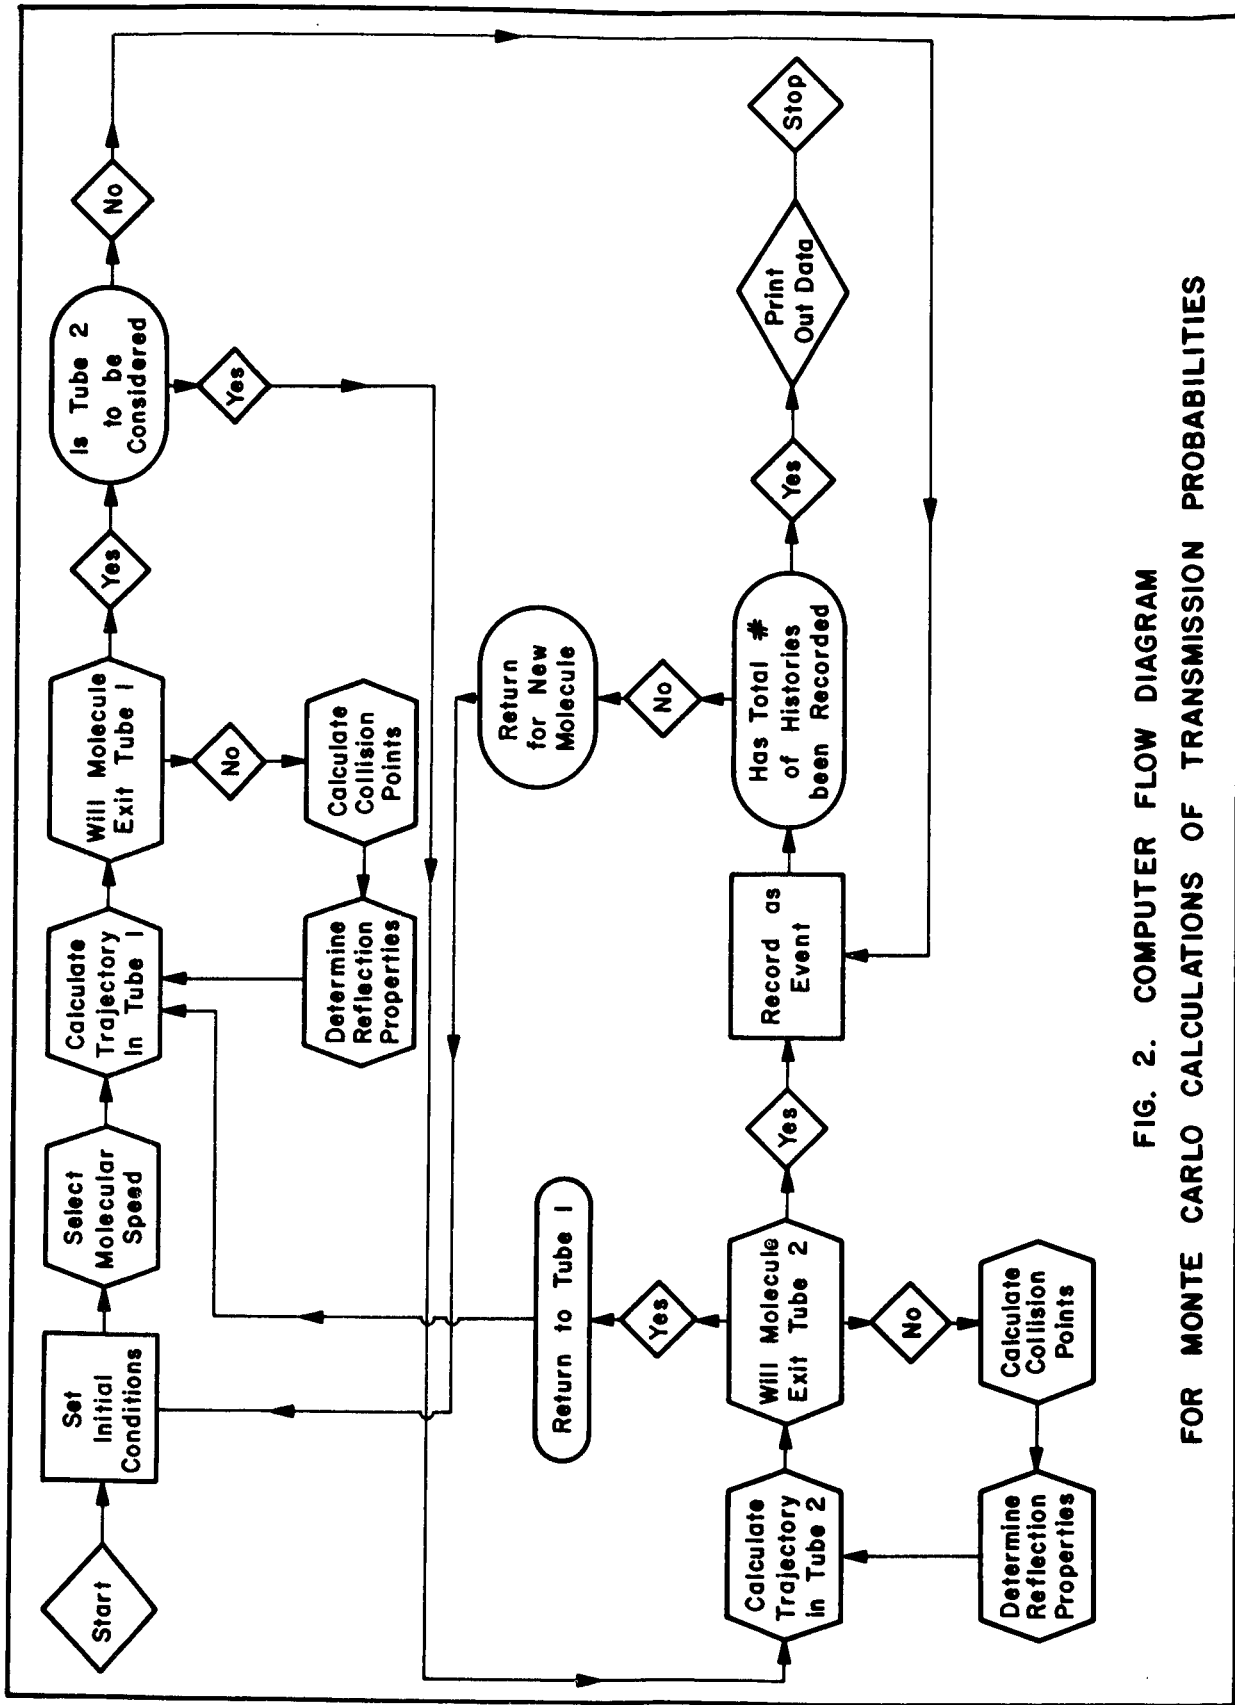 Start
Set
Initial
Conditions
Select
Molecular
Speed
Calculate
Trajectory
In Tube 1
Will Molecule
Exit Tube 1
Yes
Is Tube 2
to be
Considered
No
No
Yes
Calculate
Collision
Points
Determine
Reflection
Properties
Return to Tube 1
Return
for New
Molecule
Yes
No
Calculate
Trajectory
in Tube 2
Will Molecule
Exit Tube 2
Yes
Record as
Event
Has Total #
of Histories
been Recorded
Yes
Print
Out Data
Stop
No
Calculate
Collision
Points
Determine
Reflection
Properties
FIG. 2. COMPUTER FLOW DIAGRAM
FOR MONTE CARLO CALCULATIONS OF TRANSMISSION PROBABILITIES